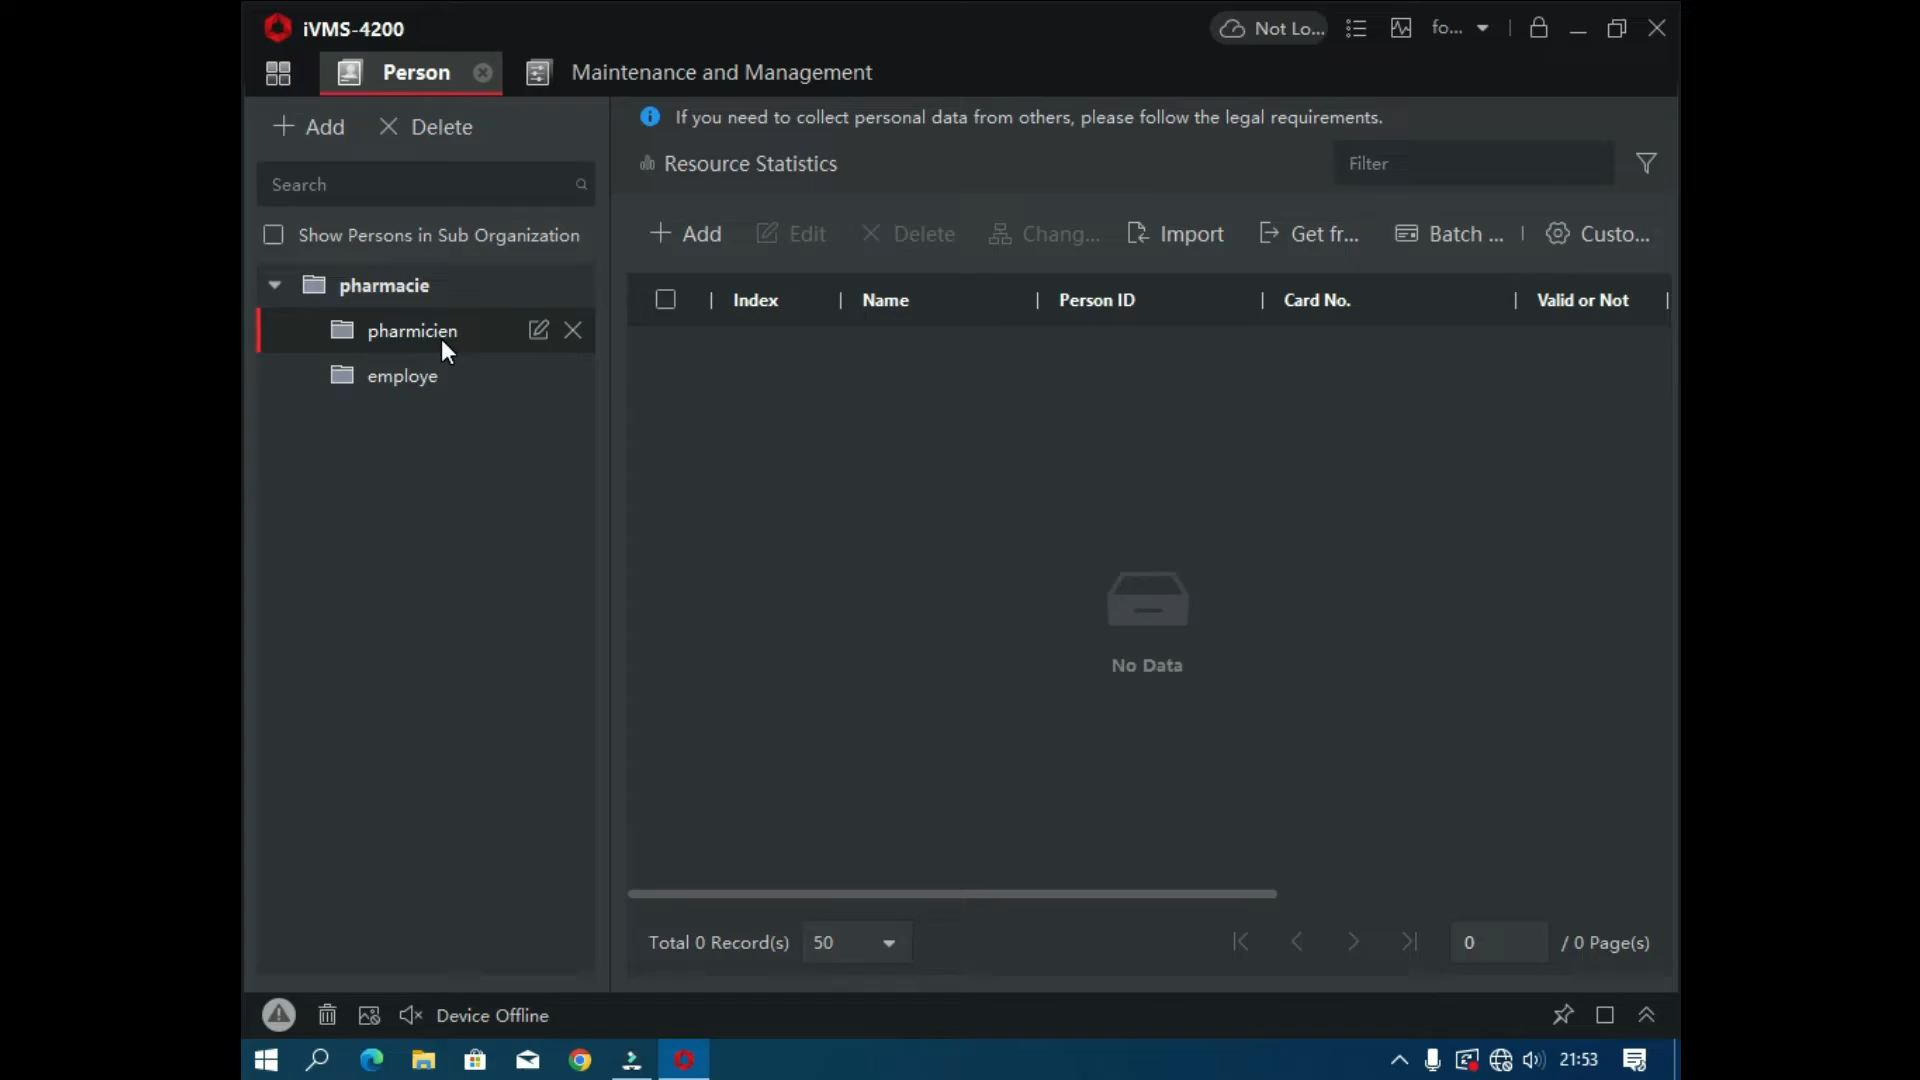 iVMS-4200
Not Lo...
fo...
Person
Maintenance and Management
Add
Delete
If you need to collect personal data from others, please follow the legal requirements.
Search
Resource Statistics
Filter
Show Persons in Sub Organization
Add
Edit
Delete
Chang...
Import
Get fr...
Batch ...
Custo...
pharmacie
pharmicien
employe
Index
Name
Person ID
Card No.
Valid or Not
No Data
Total 0 Record(s)
50
0
/ 0 Page(s)
Device Offline
21:53